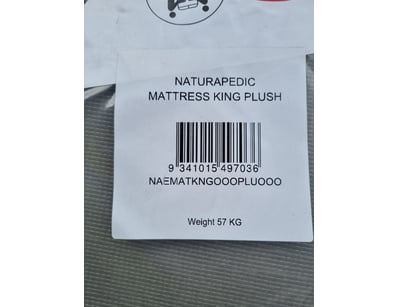 NATURAPEDIC
MATTRESS KING PLUSH
9 341015 497036
NAEMATKNGOOOPLUOOO
Weight 57 KG